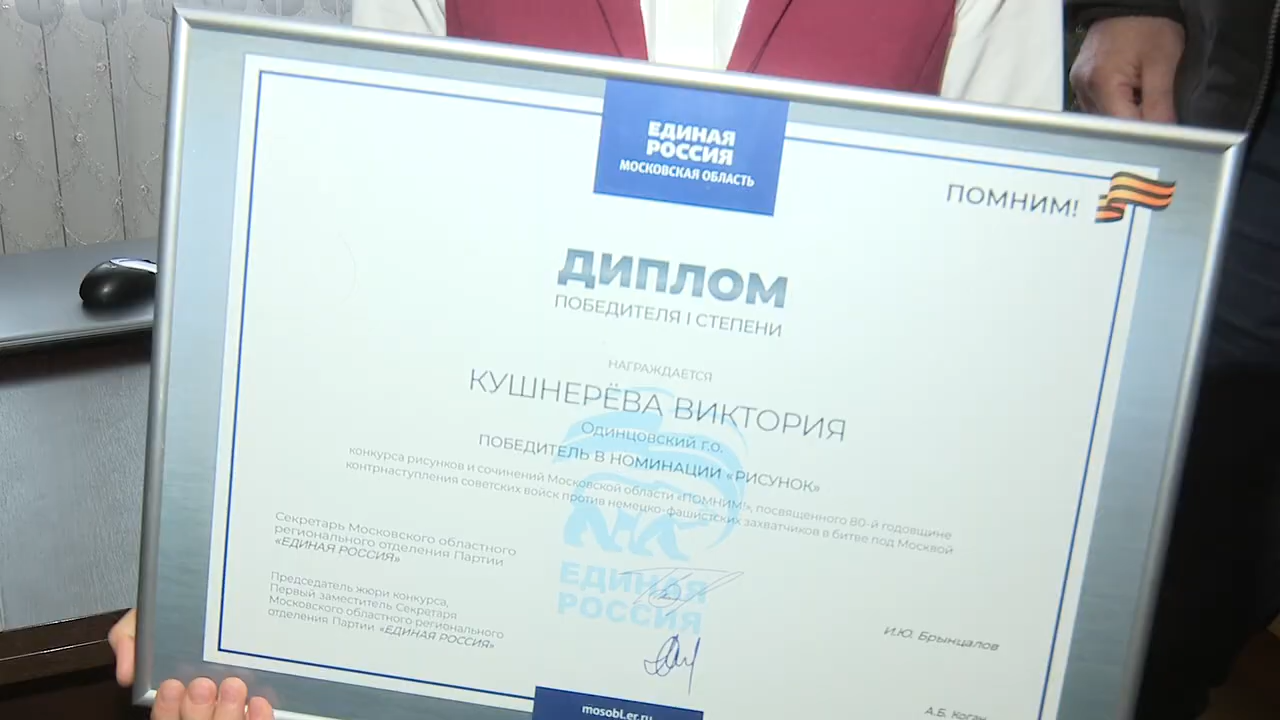 ЕДИНАЯ
РОССИЯ
МОСКОВСКАЯ ОБЛАСТЬ
ПОМНИМ!
ДИПЛОМ
ПОБЕДИТЕЛЯ I СТЕПЕНИ
НАГРАЖДАЕТСЯ
КУШНЕРЁВА ВИКТОРИЯ
Одинцовский г.о.
ПОБЕДИТЕЛЬ В НОМИНАЦИИ «РИСУНОК»
конкурса рисунков и сочинений Московской области «ПОМНИМ!», посвященного 80-й годовщине
контрнаступления советских войск против немецко-фашистских захватчиков в битве под Москвой
Секретарь Московского областного
регионального отделения Партии
«ЕДИНАЯ РОССИЯ»
И.Ю. Брынцалов
Председатель жюри конкурса,
Первый заместитель Секретаря
Московского областного регионального
отделения Партии «ЕДИНАЯ РОССИЯ»
А.Б. Коган
ЕДИНАЯ
РОССИЯ
mosobl.er.ru